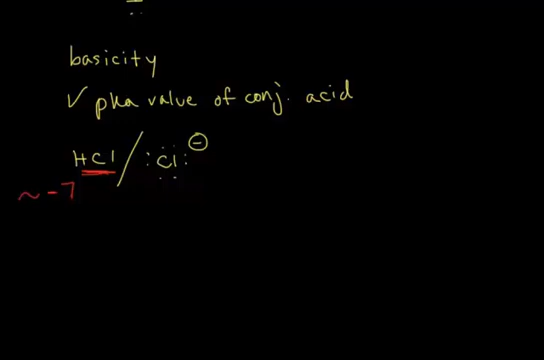 basicity
✓ pka value of conj. acid
HCl / :Cl: ⊖
~ -7